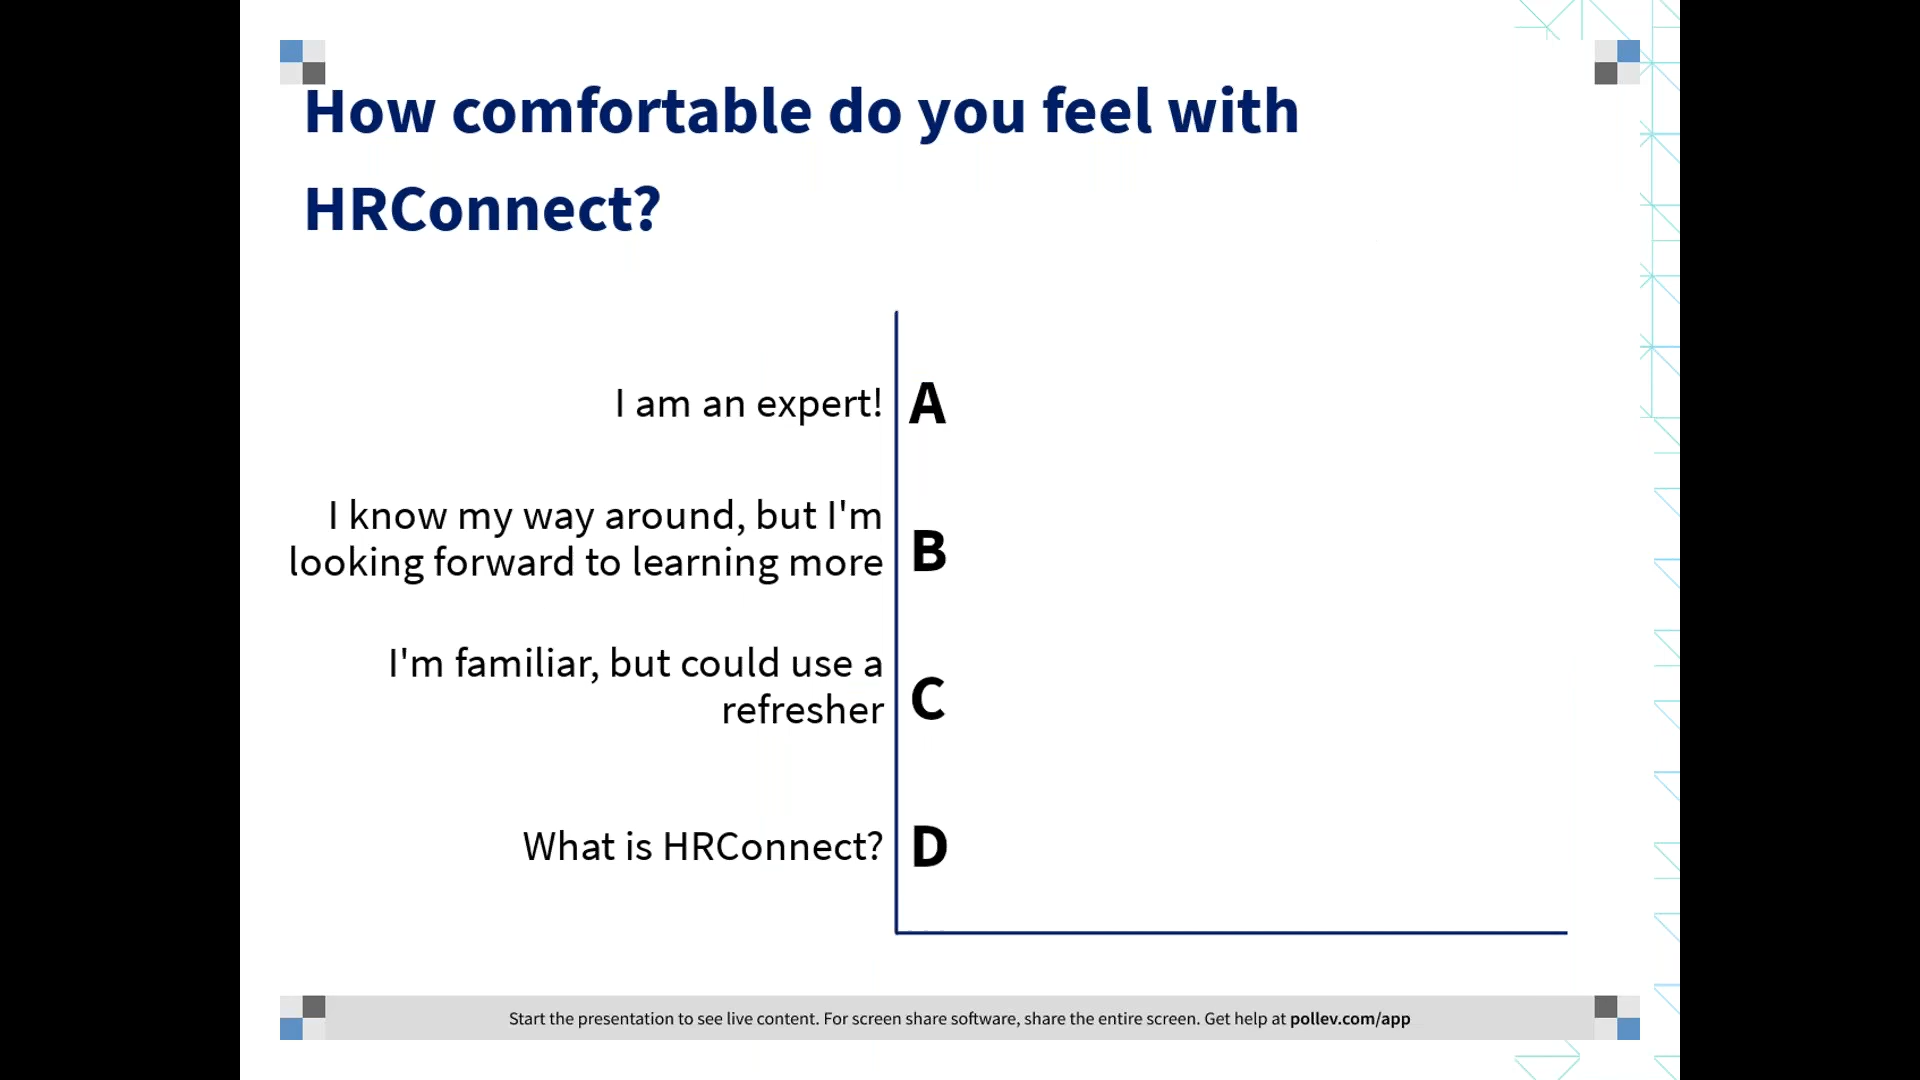 How comfortable do you feel with
HRConnect?
I am an expert! A
I know my way around, but I'm
looking forward to learning more B
I'm familiar, but could use a
refresher C
What is HRConnect? D
Start the presentation to see live content. For screen share software, share the entire screen. Get help at pollev.com/app